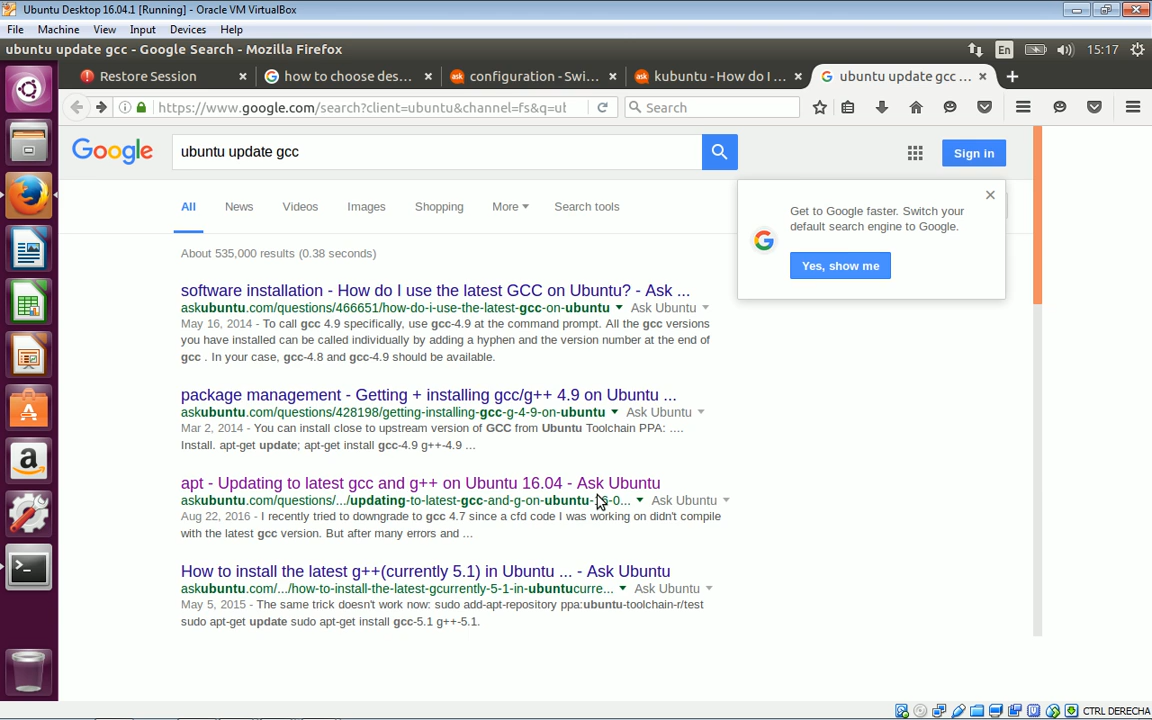 Ubuntu Desktop 16.04.1 [Running] - Oracle VM VirtualBox
File Machine View Input Devices Help
ubuntu update gcc - Google Search - Mozilla Firefox
En
15:17
Restore Session
how to choose des...
configuration - Swi...
kubuntu - How do I ...
ubuntu update gcc ...
https://www.google.com/search?client=ubuntu&channel=fs&q=ut
Search
Google
ubuntu update gcc
Sign in
All News Videos Images Shopping More Search tools
Get to Google faster. Switch your
default search engine to Google.
Yes, show me
About 535,000 results (0.38 seconds)
software installation - How do I use the latest GCC on Ubuntu? - Ask ...
askubuntu.com/questions/466651/how-do-i-use-the-latest-gcc-on-ubuntu Ask Ubuntu
May 16, 2014 - To call gcc 4.9 specifically, use gcc-4.9 at the command prompt. All the gcc versions
you have installed can be called individually by adding a hyphen and the version number at the end of
gcc . In your case, gcc-4.8 and gcc-4.9 should be available.
package management - Getting + installing gcc/g++ 4.9 on Ubuntu ...
askubuntu.com/questions/428198/getting-installing-gcc-g-4-9-on-ubuntu Ask Ubuntu
Mar 2, 2014 - You can install close to upstream version of GCC from Ubuntu Toolchain PPA: ....
Install. apt-get update; apt-get install gcc-4.9 g++-4.9 ...
apt - Updating to latest gcc and g++ on Ubuntu 16.04 - Ask Ubuntu
askubuntu.com/questions/.../updating-to-latest-gcc-and-g-on-ubuntu-16-0... Ask Ubuntu
Aug 22, 2016 - I recently tried to downgrade to gcc 4.7 since a cfd code I was working on didn't compile
with the latest gcc version. But after many errors and ...
How to install the latest g++(currently 5.1) in Ubuntu ... - Ask Ubuntu
askubuntu.com/.../how-to-install-the-latest-gcurrently-5-1-in-ubuntucurre... Ask Ubuntu
May 5, 2015 - The same trick doesn't work now: sudo add-apt-repository ppa:ubuntu-toolchain-r/test
sudo apt-get update sudo apt-get install gcc-5.1 g++-5.1.
CTRL DERECHA